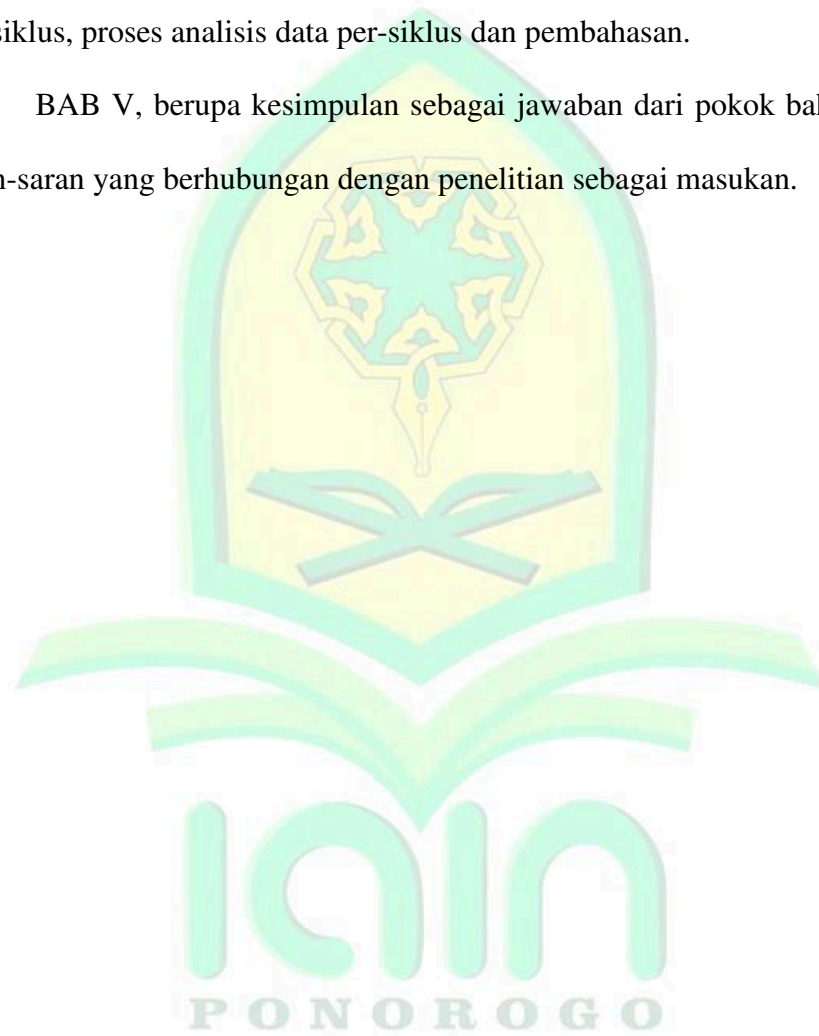 siklus, proses analisis data per-siklus dan pembahasan.
BAB V, berupa kesimpulan sebagai jawaban dari pokok
-saran yang berhubungan dengan penelitian sebagai masukan.
iain
PONOROGO